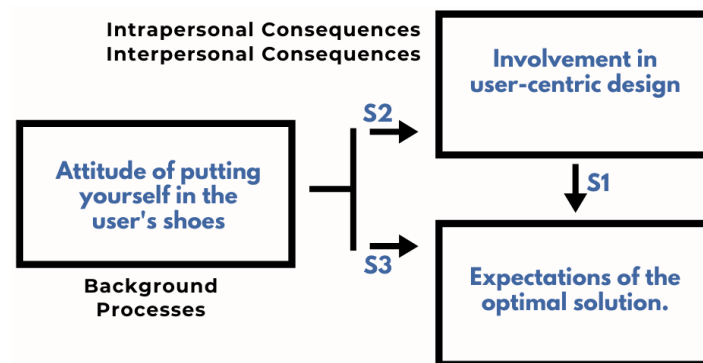 Intrapersonal Consequences
Interpersonal Consequences
Involvement in
user-centric design
S2
Attitude of putting
yourself in the
user's shoes
S1
S3
Expectations of the
optimal solution.
Background
Processes